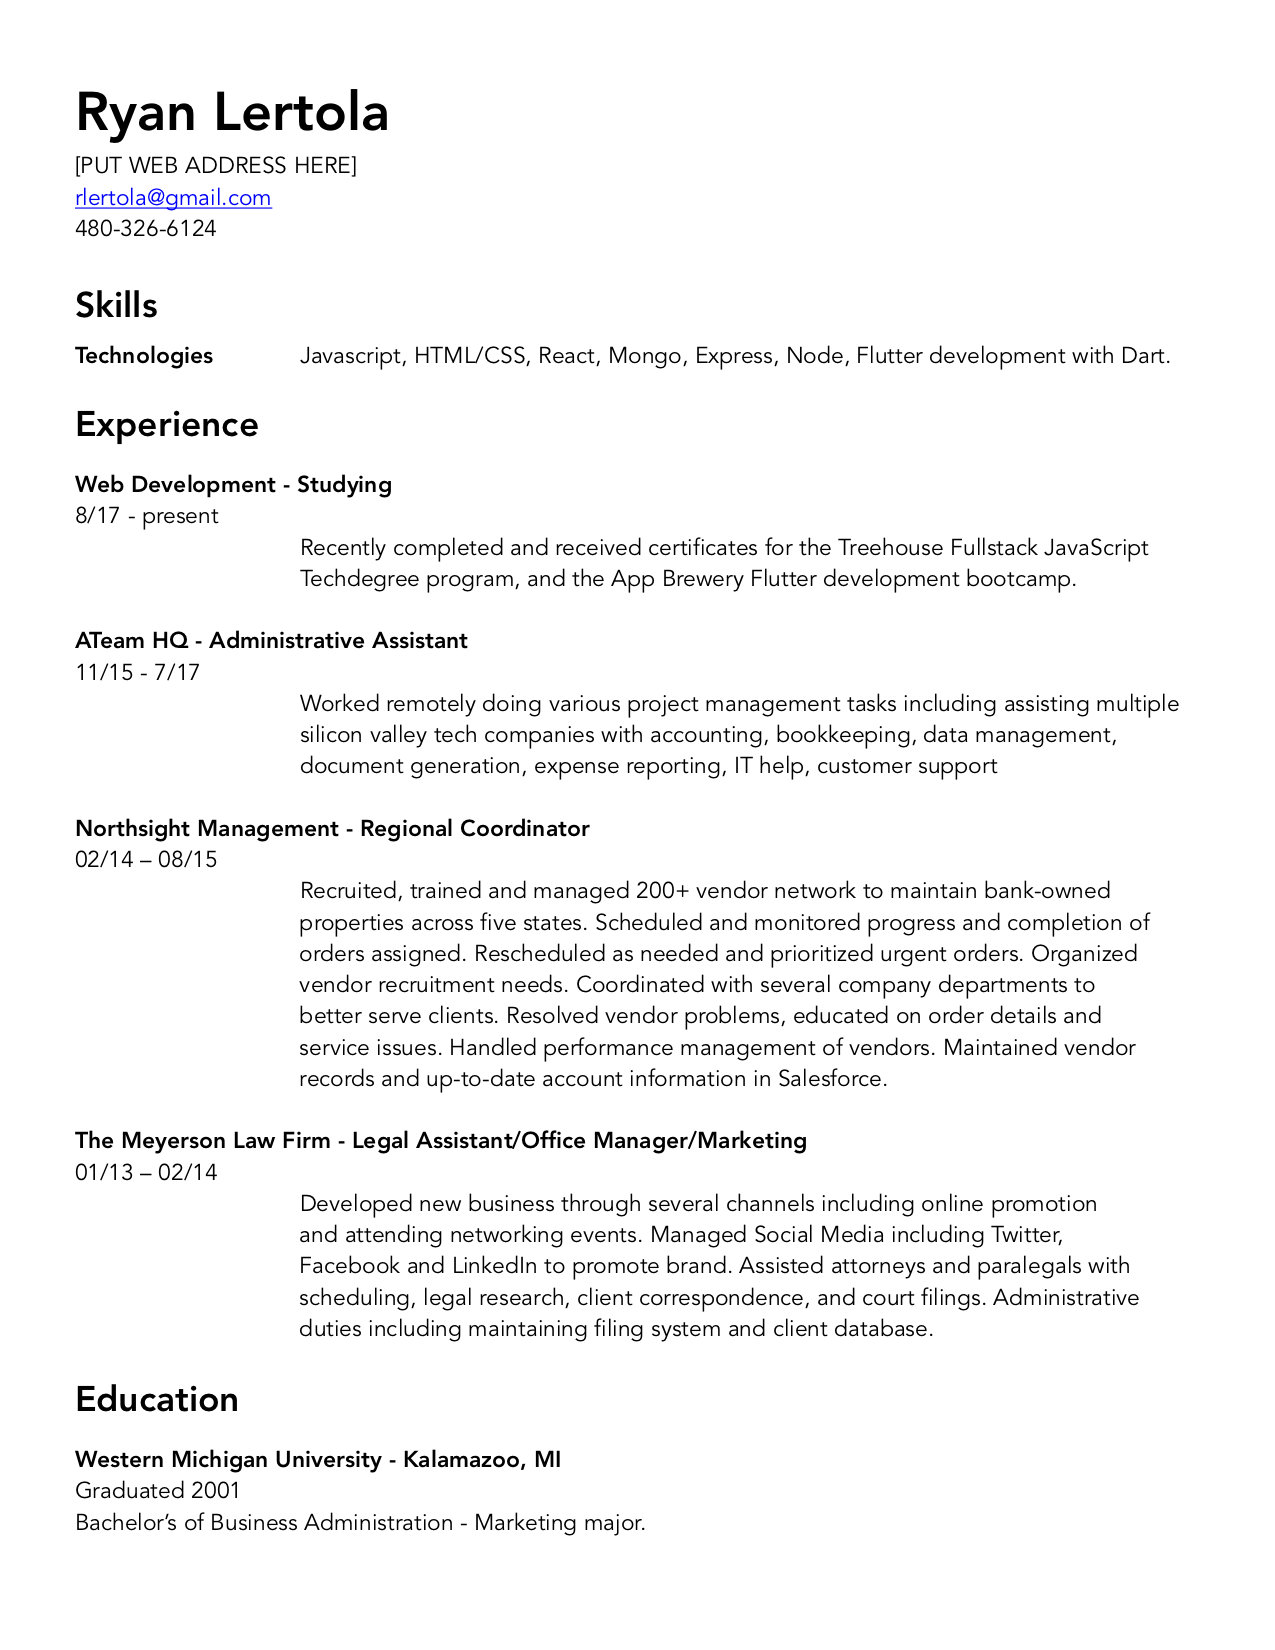 Ryan Lertola
[PUT WEB ADDRESS HERE]
rlertola@gmail.com
480-326-6124
Skills
Technologies Javascript, HTML/CSS, React, Mongo, Express, Node, Flutter development with Dart.
Experience
Web Development - Studying
8/17 - present
Recently completed and received certificates for the Treehouse Fullstack JavaScript
Techdegree program, and the App Brewery Flutter development bootcamp.
ATeam HQ - Administrative Assistant
11/15 - 7/17
Worked remotely doing various project management tasks including assisting multiple
silicon valley tech companies with accounting, bookkeeping, data management,
document generation, expense reporting, IT help, customer support
Northsight Management - Regional Coordinator
02/14 – 08/15
Recruited, trained and managed 200+ vendor network to maintain bank-owned
properties across five states. Scheduled and monitored progress and completion of
orders assigned. Rescheduled as needed and prioritized urgent orders. Organized
vendor recruitment needs. Coordinated with several company departments to
better serve clients. Resolved vendor problems, educated on order details and
service issues. Handled performance management of vendors. Maintained vendor
records and up-to-date account information in Salesforce.
The Meyerson Law Firm - Legal Assistant/Office Manager/Marketing
01/13 – 02/14
Developed new business through several channels including online promotion
and attending networking events. Managed Social Media including Twitter,
Facebook and LinkedIn to promote brand. Assisted attorneys and paralegals with
scheduling, legal research, client correspondence, and court filings. Administrative
duties including maintaining filing system and client database.
Education
Western Michigan University - Kalamazoo, MI
Graduated 2001
Bachelor’s of Business Administration - Marketing major.